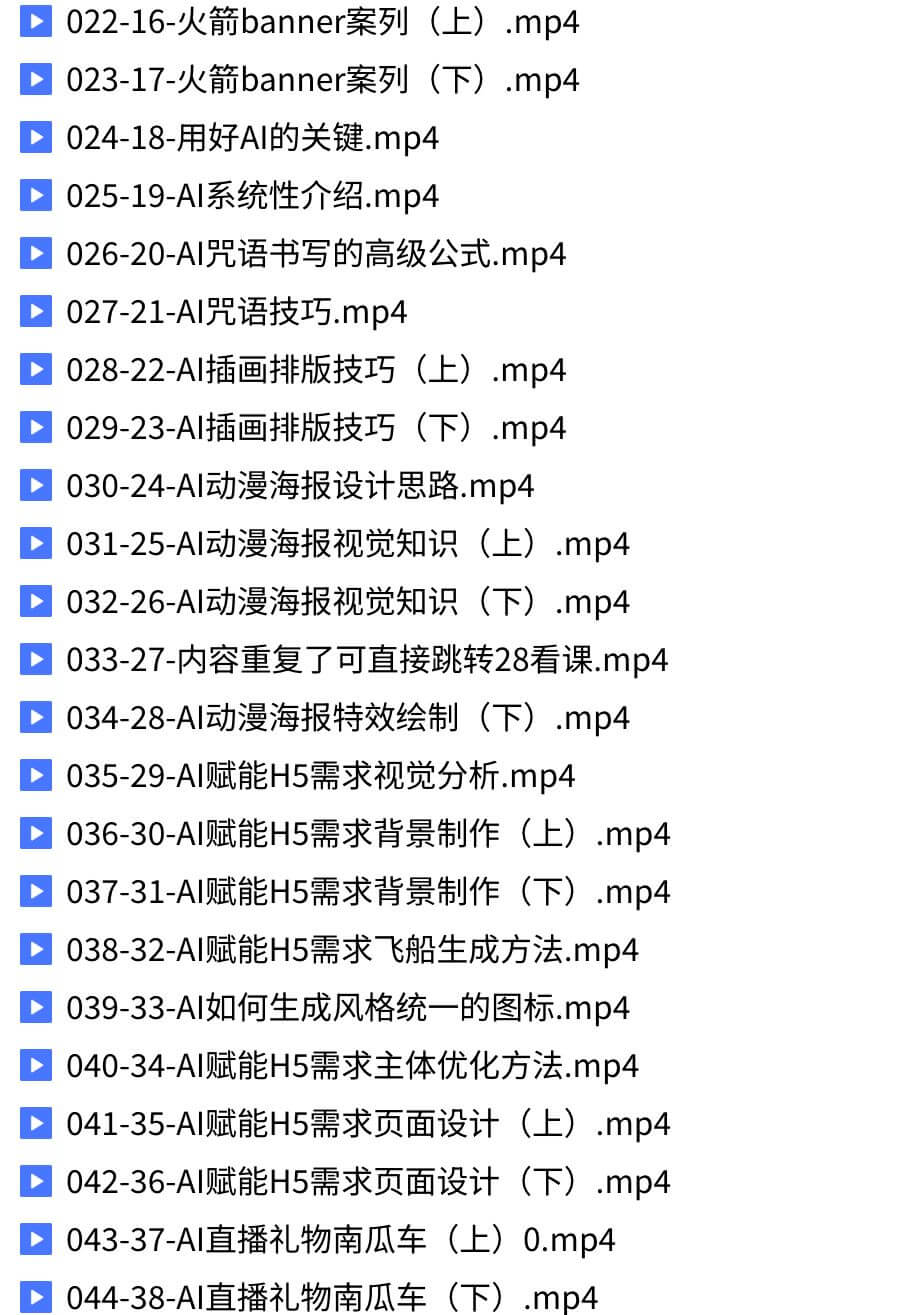 022-16-火箭banner案列（上）.mp4
023-17-火箭banner案列（下）.mp4
024-18-用好AI的关键.mp4
025-19-AI系统性介绍.mp4
026-20-AI咒语书写的高级公式.mp4
027-21-AI咒语技巧.mp4
028-22-AI插画排版技巧（上）.mp4
029-23-AI插画排版技巧（下）.mp4
030-24-AI动漫海报设计思路.mp4
031-25-AI动漫海报视觉知识（上）.mp4
032-26-AI动漫海报视觉知识（下）.mp4
033-27-内容重复了可直接跳转28看课.mp4
034-28-AI动漫海报特效绘制（下）.mp4
035-29-AI赋能H5需求视觉分析.mp4
036-30-AI赋能H5需求背景制作（上）.mp4
037-31-AI赋能H5需求背景制作（下）.mp4
038-32-AI赋能H5需求飞船生成方法.mp4
039-33-AI如何生成风格统一的图标.mp4
040-34-AI赋能H5需求主体优化方法.mp4
041-35-AI赋能H5需求页面设计（上）.mp4
042-36-AI赋能H5需求页面设计（下）.mp4
043-37-AI直播礼物南瓜车（上）0.mp4
044-38-AI直播礼物南瓜车（下）.mp4